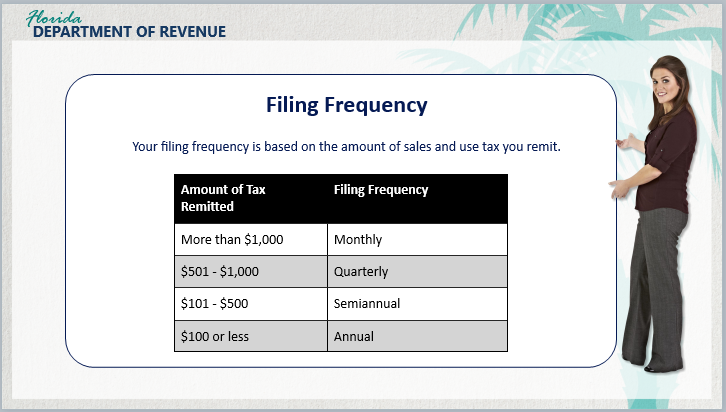 Florida
DEPARTMENT OF REVENUE
Filing Frequency
Your filing frequency is based on the amount of sales and use tax you remit.
Amount of Tax Remitted Filing Frequency
More than $1,000 Monthly
$501 - $1,000 Quarterly
$101 - $500 Semiannual
$100 or less Annual